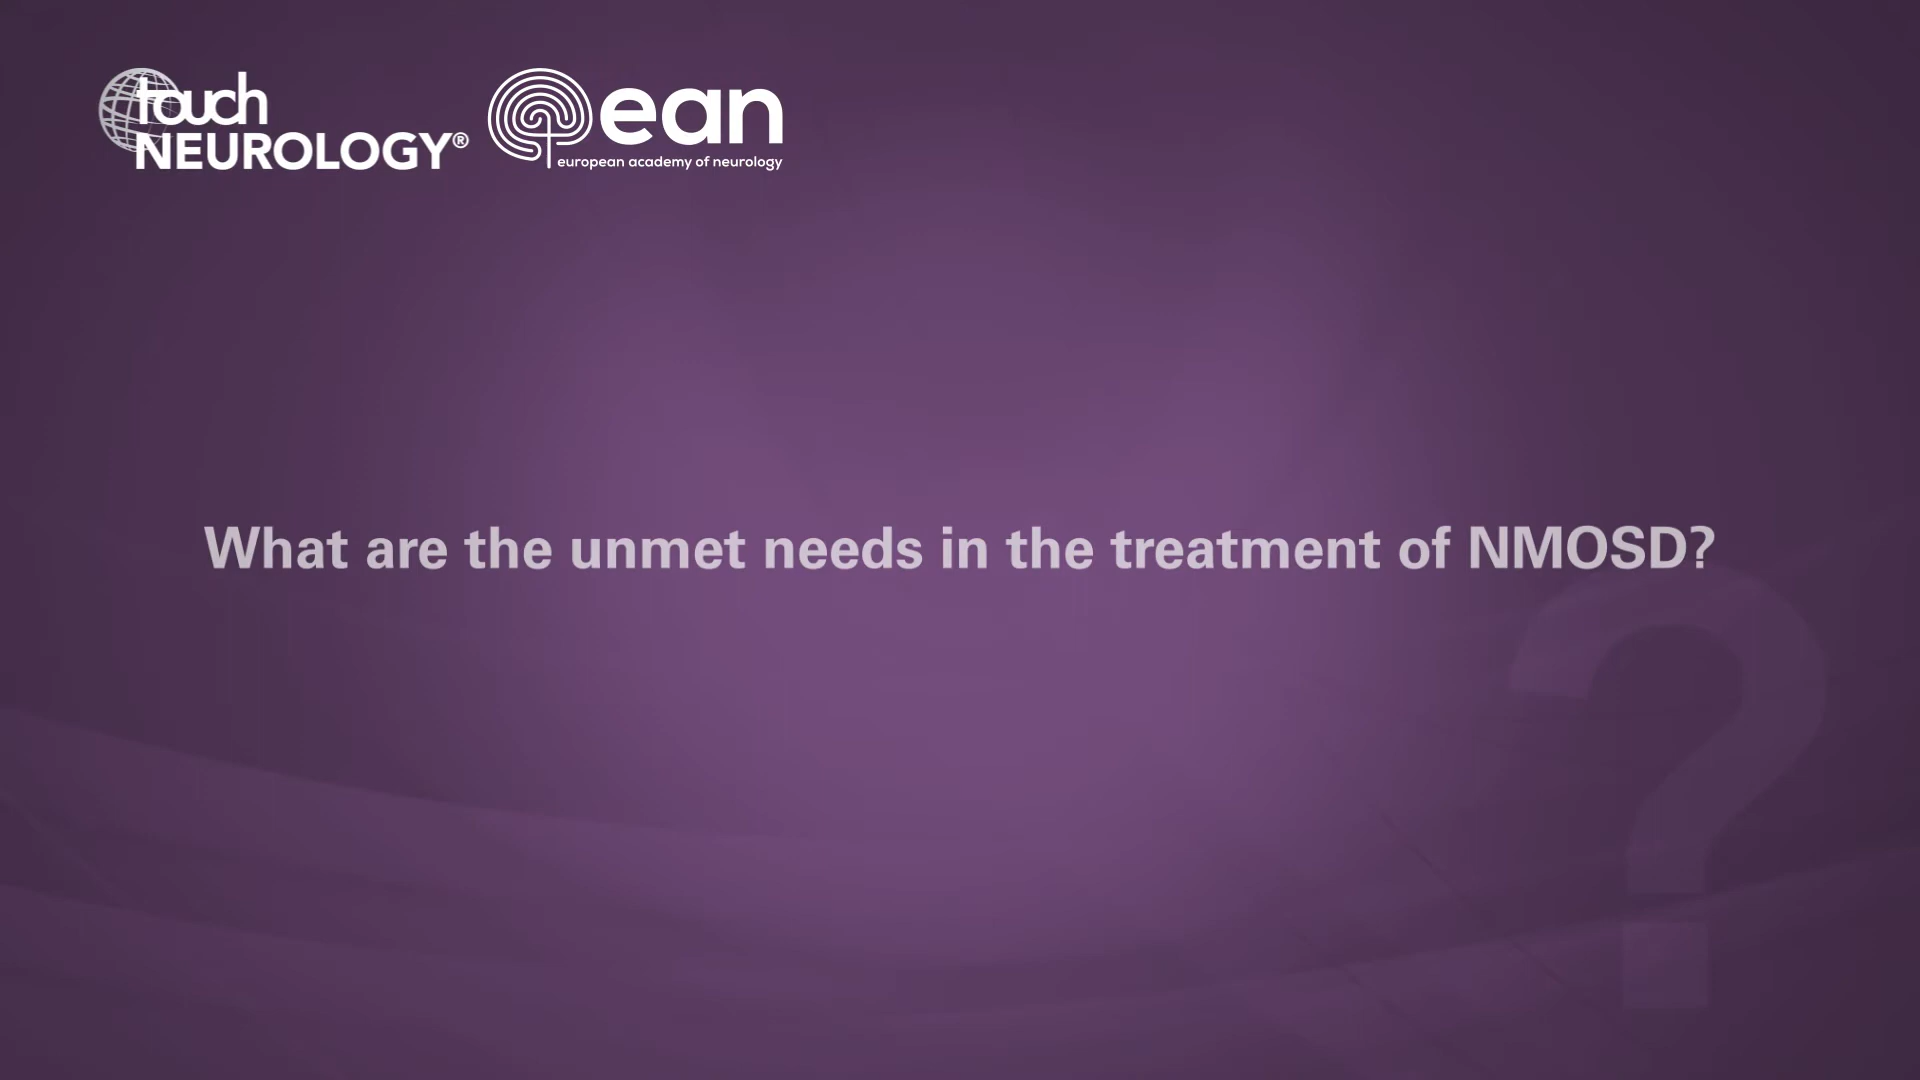 touch
NEUROLOGY®
ean
european academy of neurology
What are the unmet needs in the treatment of NMOSD?
?